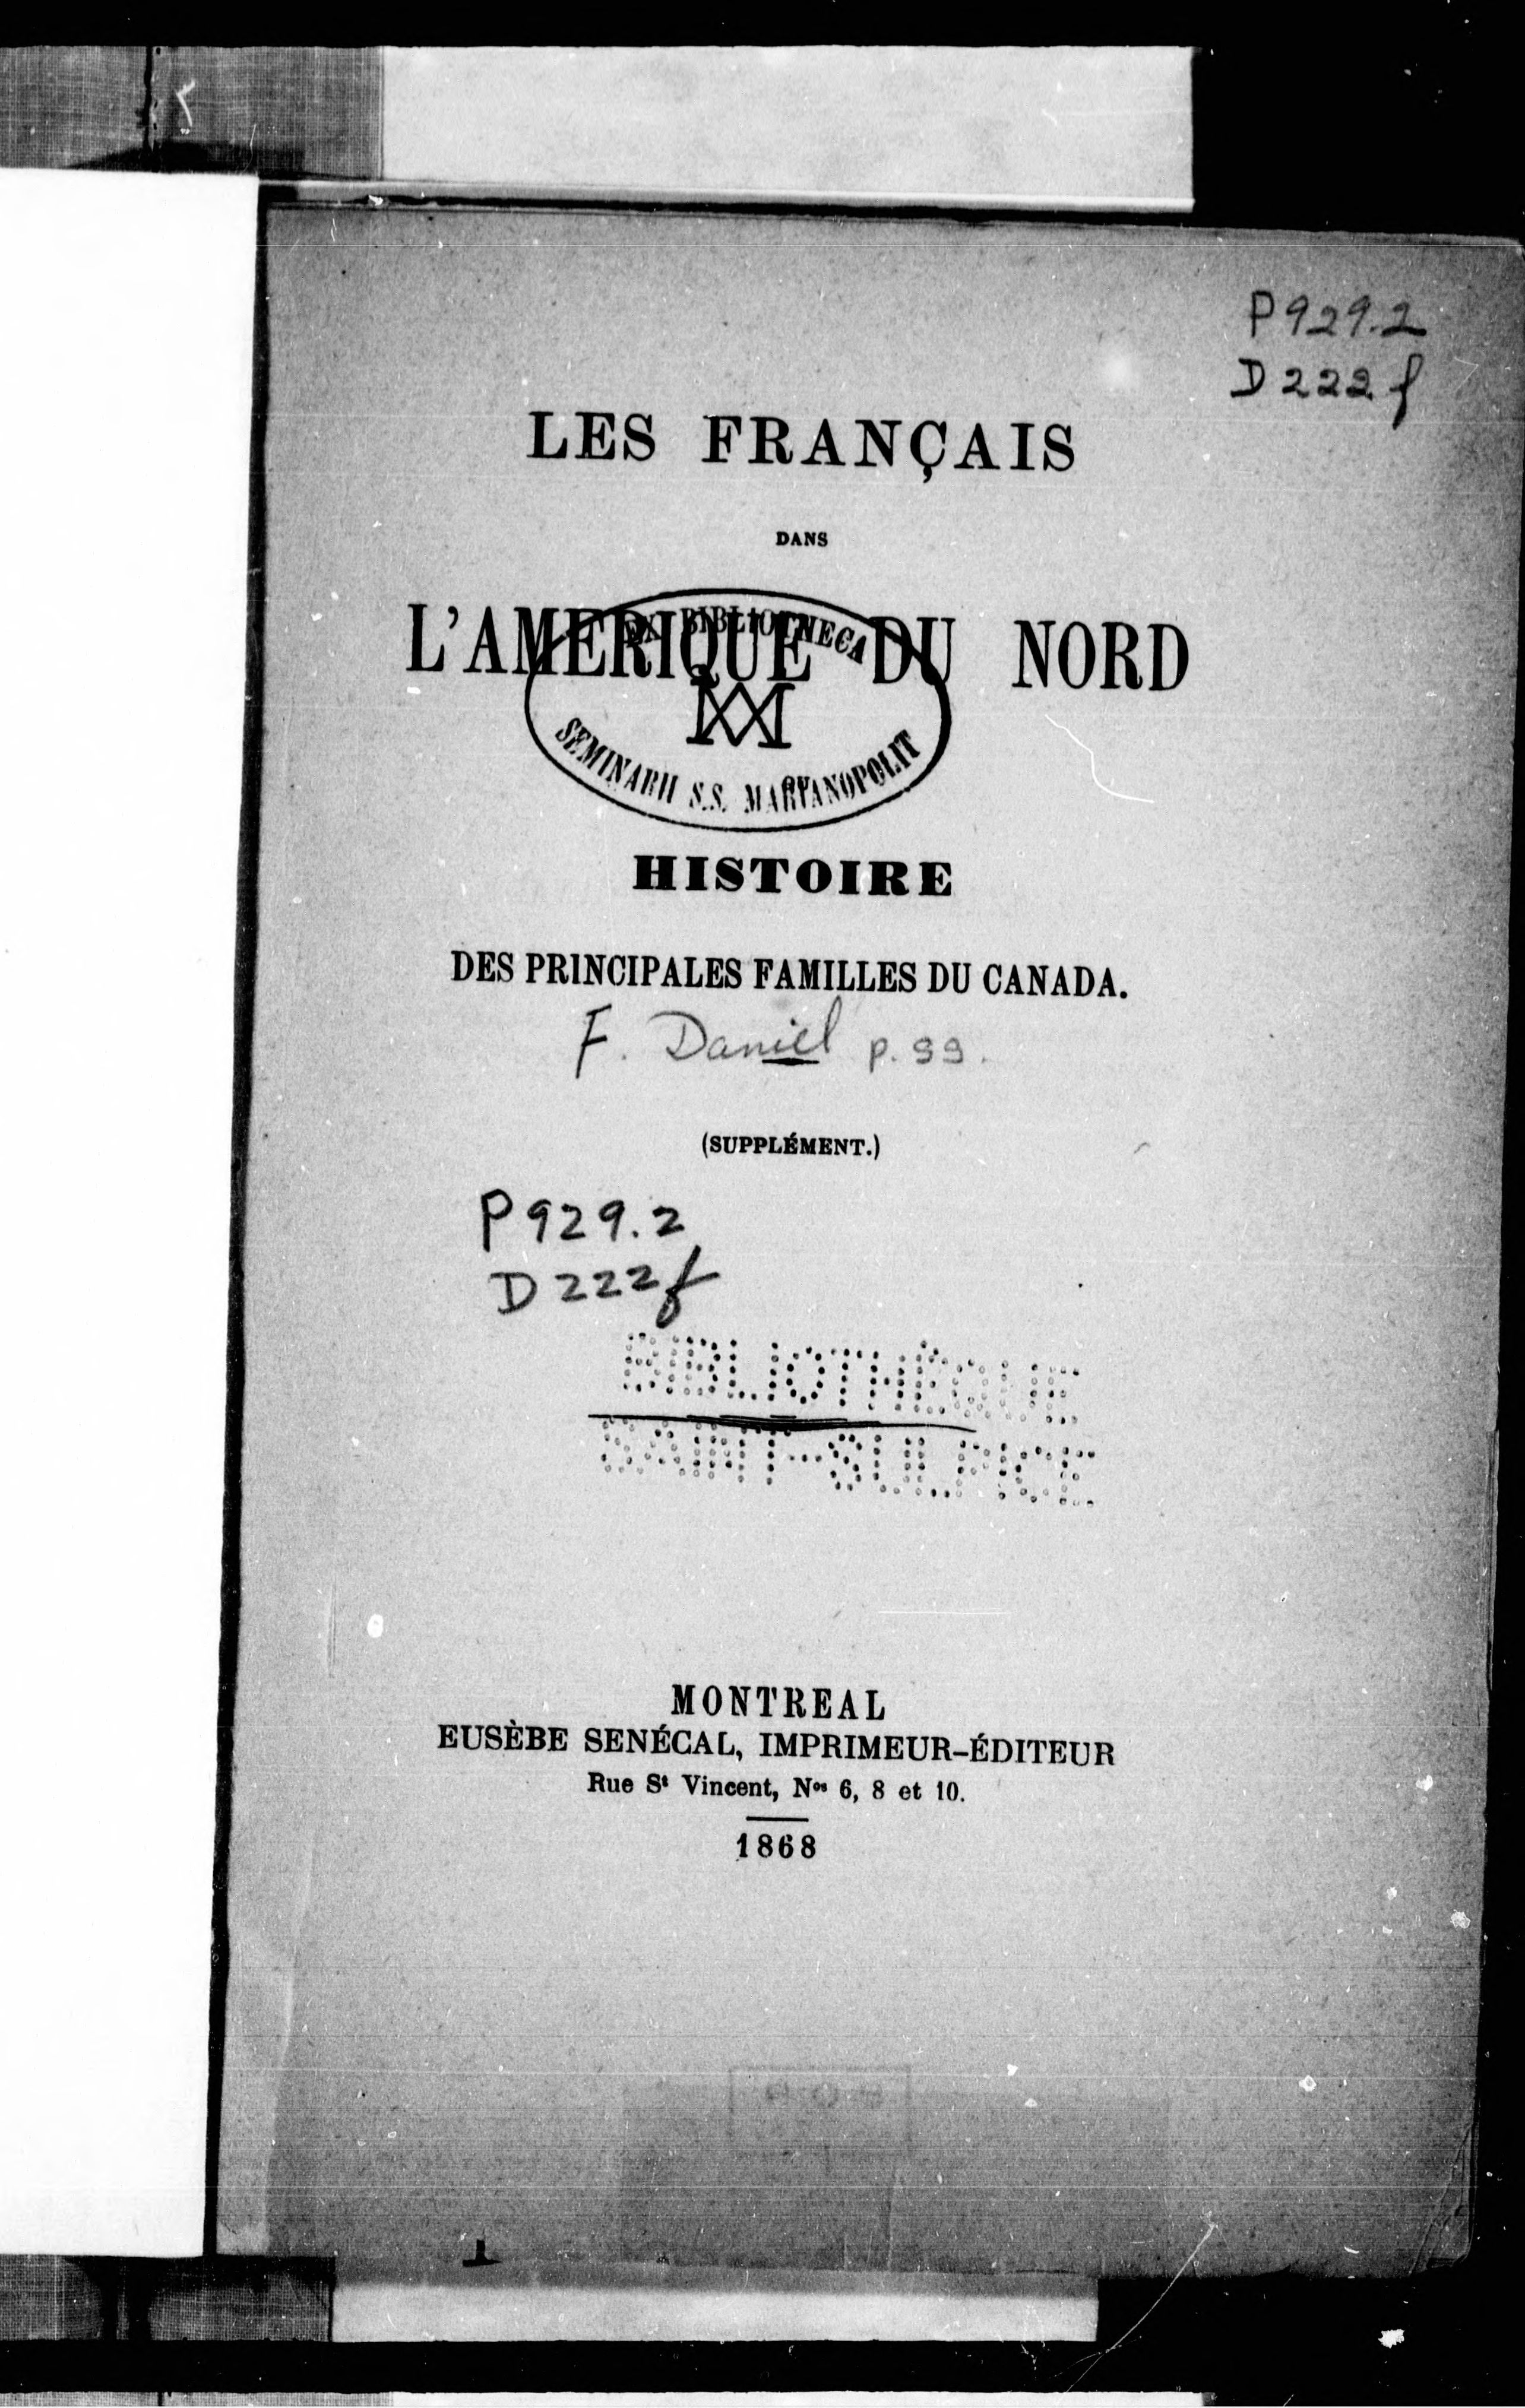 P929.2
D222f
LES FRANÇAIS
DANS
L'AMERIQUE DU NORD
EX BIBLIOTHECA
SEMINARII S.S. MARIANOPOLIT
HISTOIRE
DES PRINCIPALES FAMILLES DU CANADA.
F. Daniel p. 99.
(SUPPLÉMENT.)
P929.2
D222f
BIBLIOTHÈQUE
SAINT-SULPICE
MONTREAL
EUSÈBE SENÉCAL, IMPRIMEUR-ÉDITEUR
Rue St Vincent, Nos 6, 8 et 10.
1868